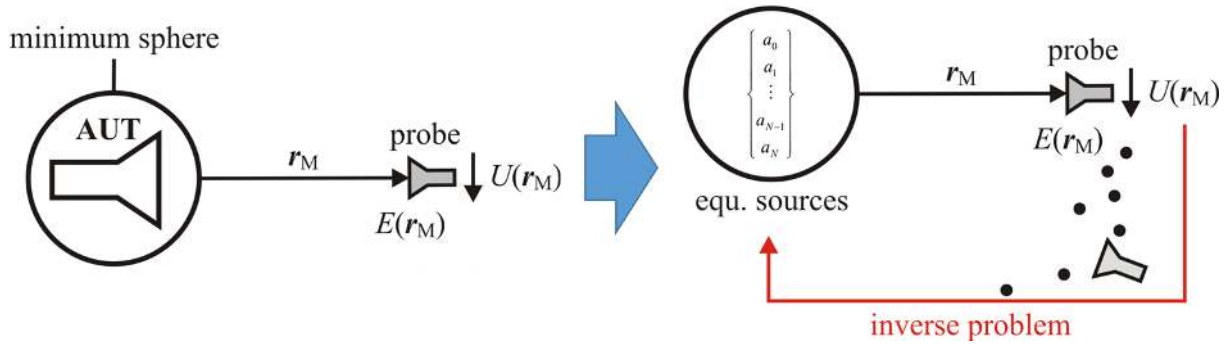 minimum sphere
AUT
r_M
probe
U(r_M)
E(r_M)
a_0
a_1
⋮
a_{N-1}
a_N
equ. sources
r_M
probe
U(r_M)
E(r_M)
inverse problem